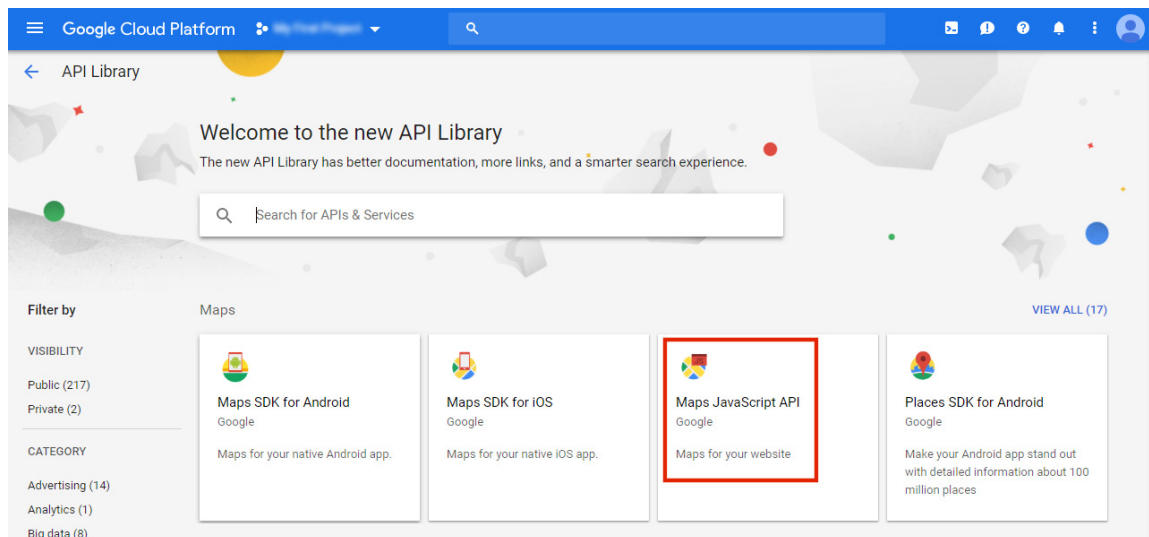 Google Cloud Platform
API Library
Welcome to the new API Library
The new API Library has better documentation, more links, and a smarter search experience.
Search for APIs & Services
Filter by
VISIBILITY
Public (217)
Private (2)
CATEGORY
Advertising (14)
Analytics (1)
Big data (8)
Maps
VIEW ALL (17)
Maps SDK for Android
Google
Maps for your native Android app.
Maps SDK for iOS
Google
Maps for your native iOS app.
JS
Maps JavaScript API
Google
Maps for your website
Places SDK for Android
Google
Make your Android app stand out
with detailed information about 100
million places